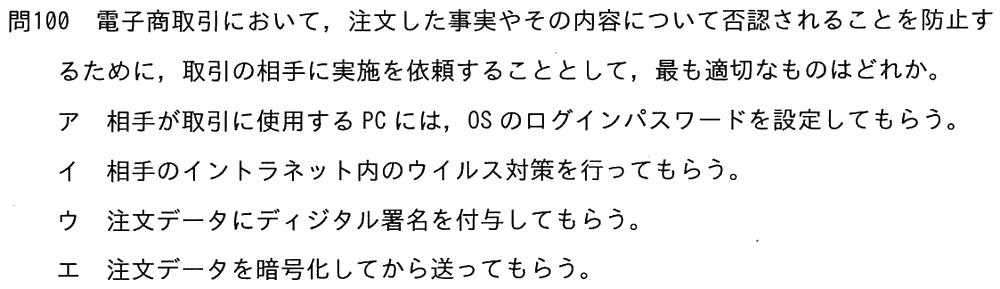 問100　電子商取引において，注文した事実やその内容について否認されることを防止す
るために，取引の相手に実施を依頼することとして，最も適切なものはどれか。
ア　相手が取引に使用する PC には，OS のログインパスワードを設定してもらう。
イ　相手のイントラネット内のウイルス対策を行ってもらう。
ウ　注文データにディジタル署名を付与してもらう。
エ　注文データを暗号化してから送ってもらう。